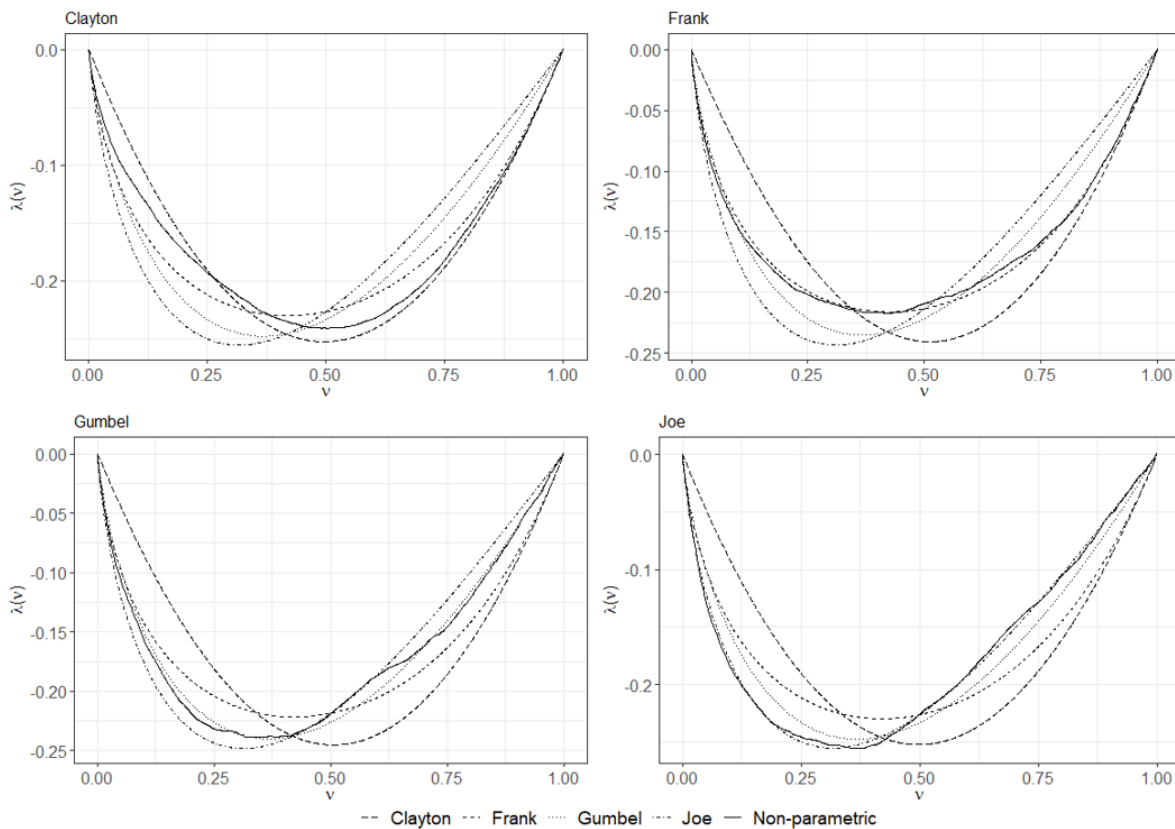 Clayton
0.0
-0.1
-0.2
λ(ν)
0.00 0.25 0.50 0.75 1.00
ν
Frank
0.00
-0.05
-0.10
-0.15
-0.20
-0.25
λ(ν)
0.00 0.25 0.50 0.75 1.00
ν
Gumbel
0.00
-0.05
-0.10
-0.15
-0.20
-0.25
λ(ν)
0.00 0.25 0.50 0.75 1.00
ν
Joe
0.0
-0.1
-0.2
λ(ν)
0.00 0.25 0.50 0.75 1.00
ν
Clayton Frank Gumbel Joe Non-parametric